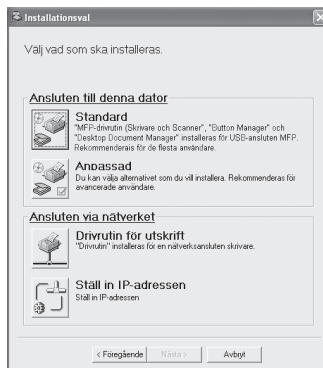 Installationsval
Välj vad som ska installeras.
Ansluten till denna dator
Standard
"MFP-drivrutin (Skrivare och Scanner", "Button Manager" och
"Desktop Document Manager" installeras för USB-ansluten MFP.
Rekommenderais för de flesta användare.
Anpassad
Du kan välja alternativet som du vill installera. Rekommenderas för
avancerade användare.
Ansluten via nätverket
Drivrutin för utskrift
"Drivrutin" installeras för en nätverksansluten skrivare.
Ställ in IP-adressen
Ställ in IP-adressen
< Föregående Nästa > Avbryt